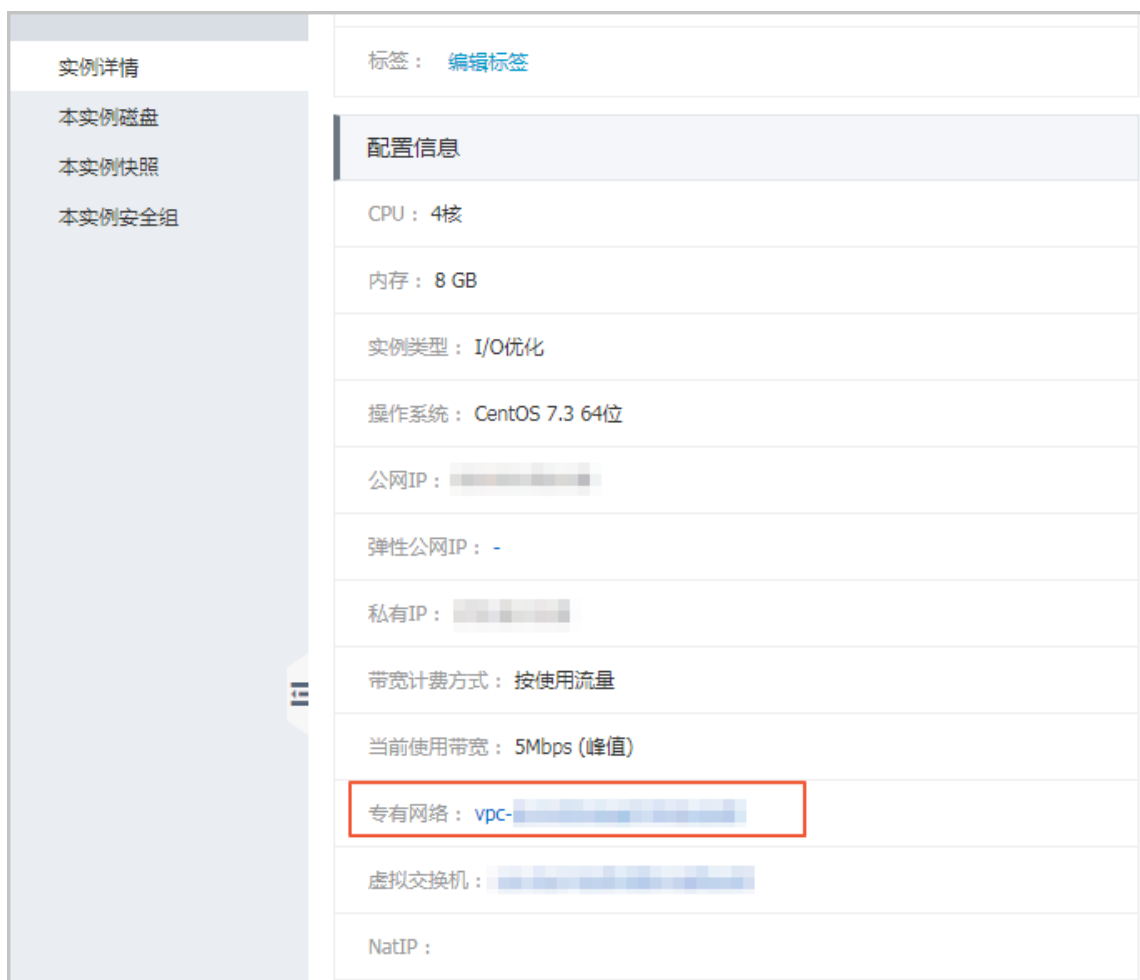 实例详情
本实例磁盘
本实例快照
本实例安全组
标签： 编辑标签
配置信息
CPU： 4核
内存： 8 GB
实例类型： I/O优化
操作系统： CentOS 7.3 64位
公网IP：
弹性公网IP： -
私有IP：
带宽计费方式： 按使用流量
当前使用带宽： 5Mbps (峰值)
专有网络： vpc-
虚拟交换机：
NatIP：